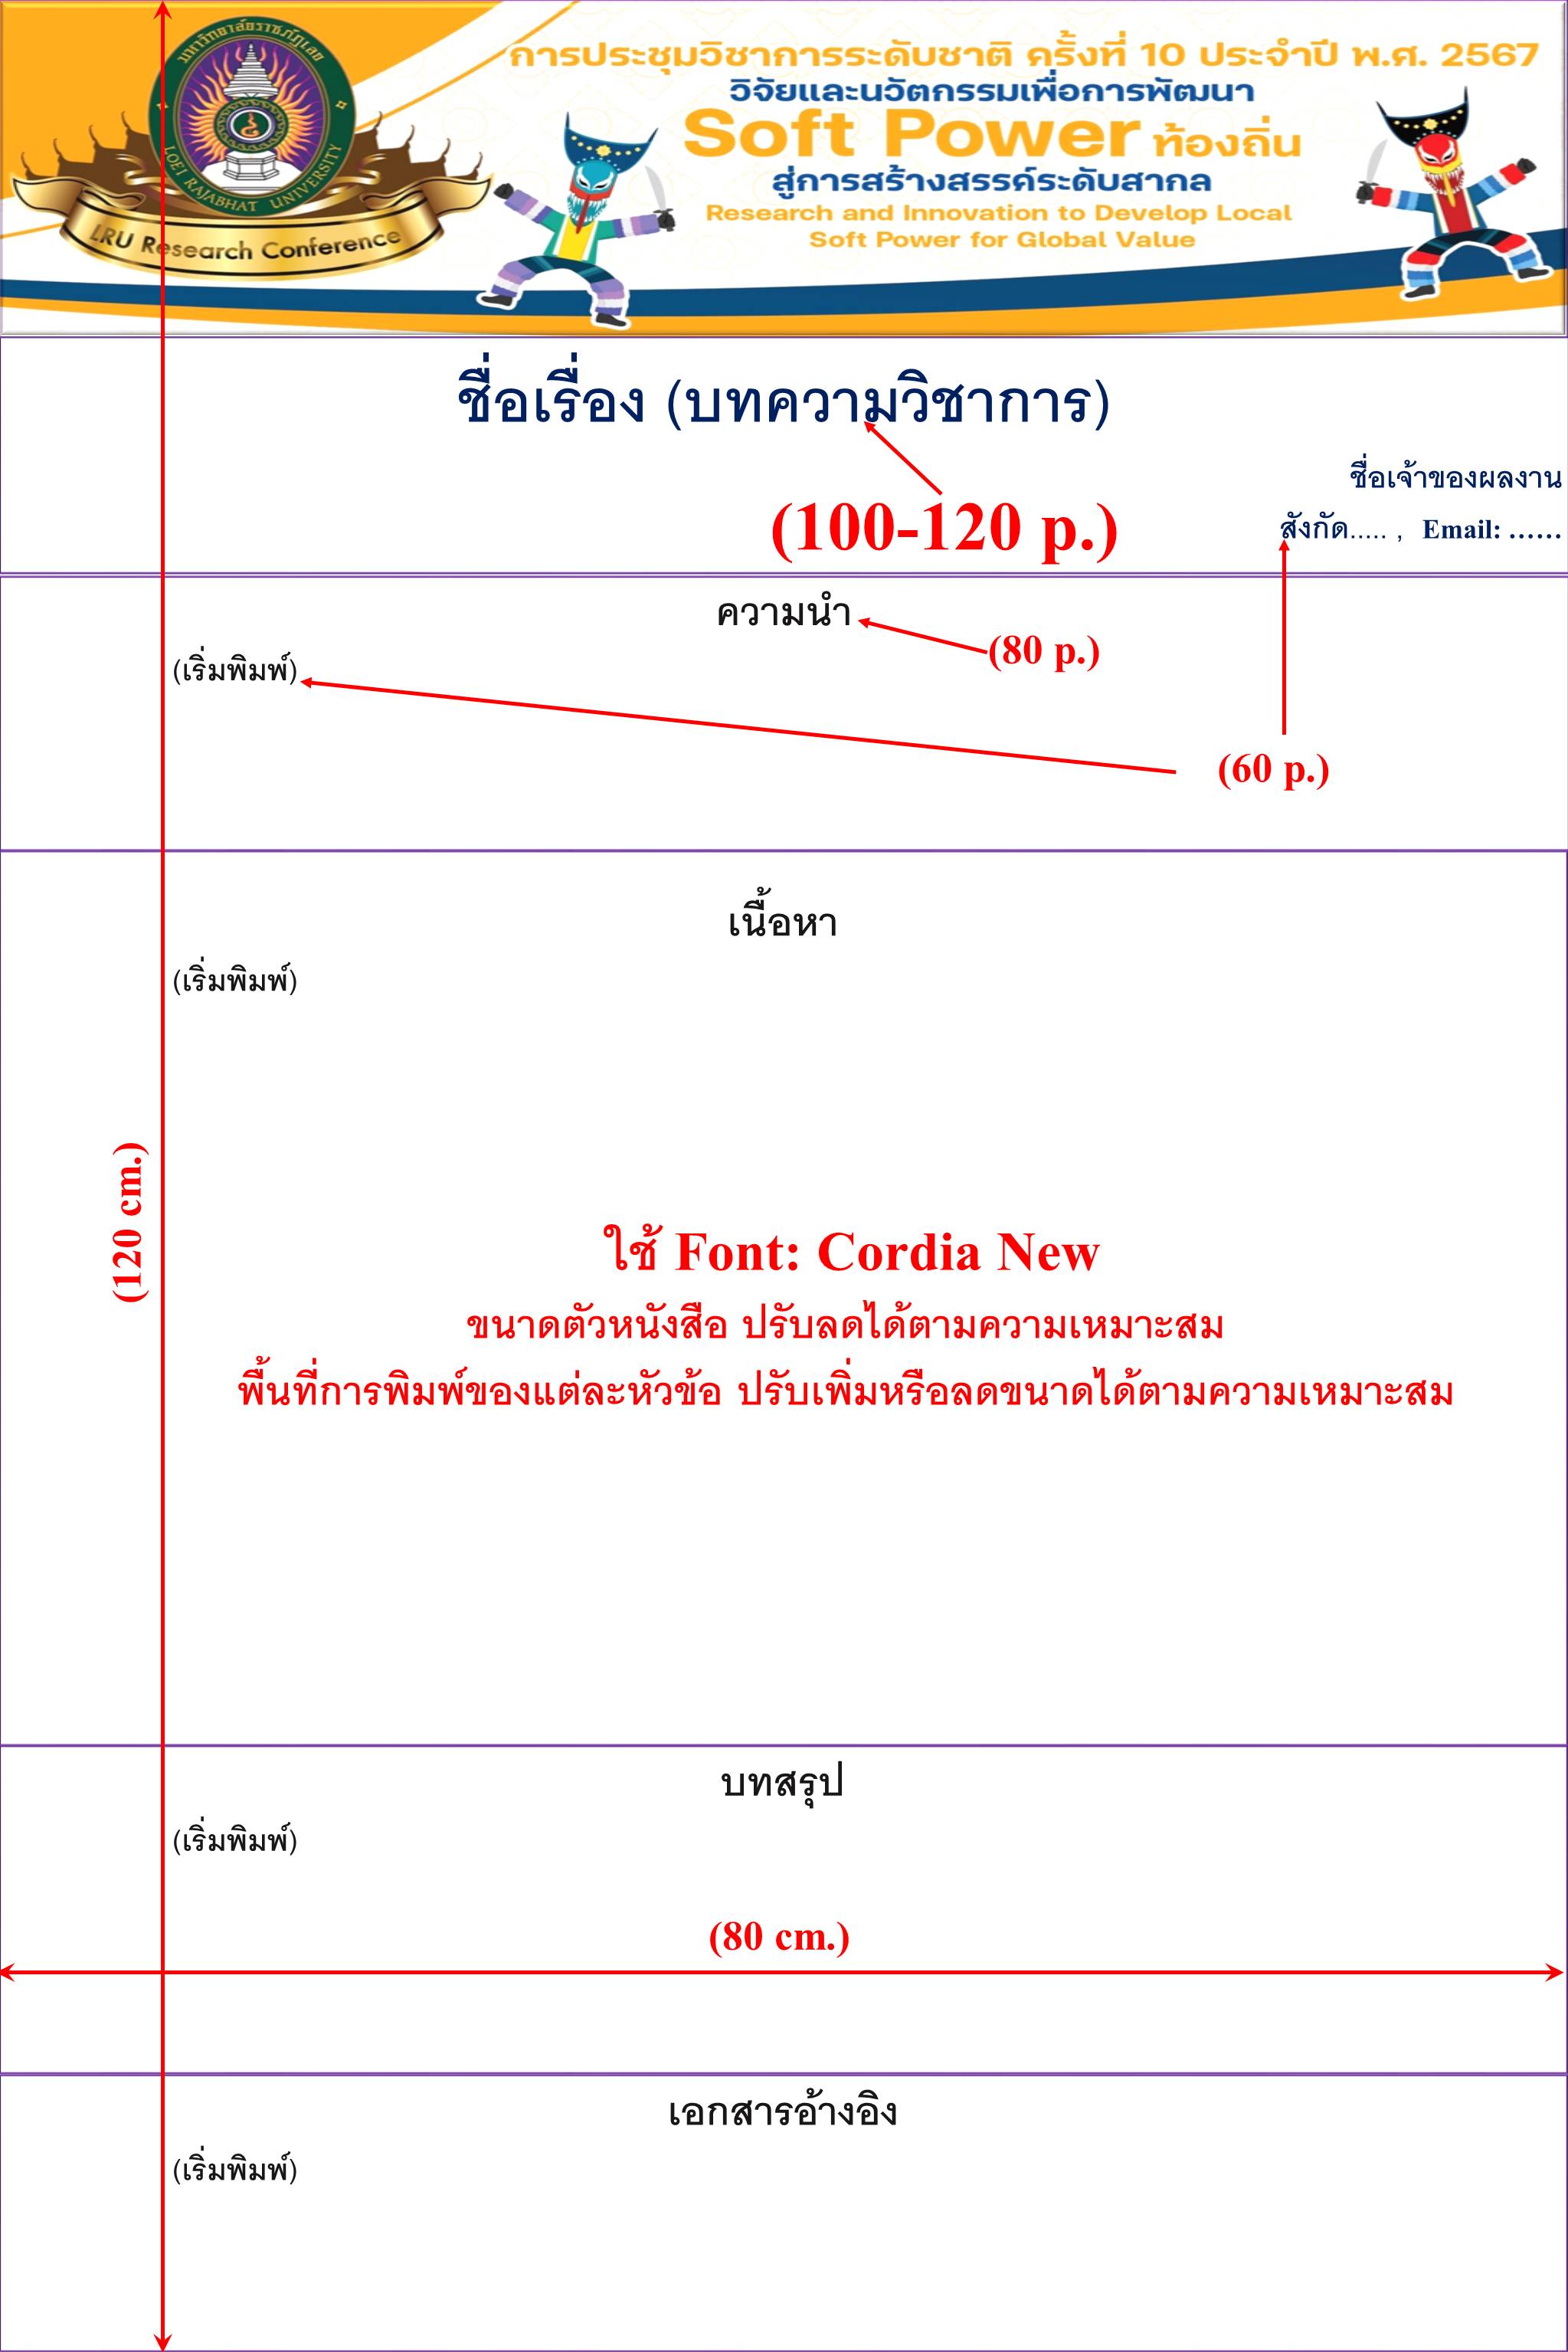 มหาวิทยาลัยราชภัฏเลย
LOEI RAJABHAT UNIVERSITY
LRU Research Conference
การประชุมวิชาการระดับชาติ ครั้งที่ 10 ประจำปี พ.ศ. 2567
วิจัยและนวัตกรรมเพื่อการพัฒนา
Soft Power ท้องถิ่น
สู่การสร้างสรรค์ระดับสากล
Research and Innovation to Develop Local
Soft Power for Global Value
ชื่อเรื่อง (บทความวิชาการ)
ชื่อเจ้าของผลงาน
(100-120 p.)
สังกัด..... , Email: ……
ความนำ
(80 p.)
(เริ่มพิมพ์)
(60 p.)
เนื้อหา
(เริ่มพิมพ์)
(120 cm.)
ใช้ Font: Cordia New
ขนาดตัวหนังสือ ปรับลดได้ตามความเหมาะสม
พื้นที่การพิมพ์ของแต่ละหัวข้อ ปรับเพิ่มหรือลดขนาดได้ตามความเหมาะสม
บทสรุป
(เริ่มพิมพ์)
(80 cm.)
เอกสารอ้างอิง
(เริ่มพิมพ์)